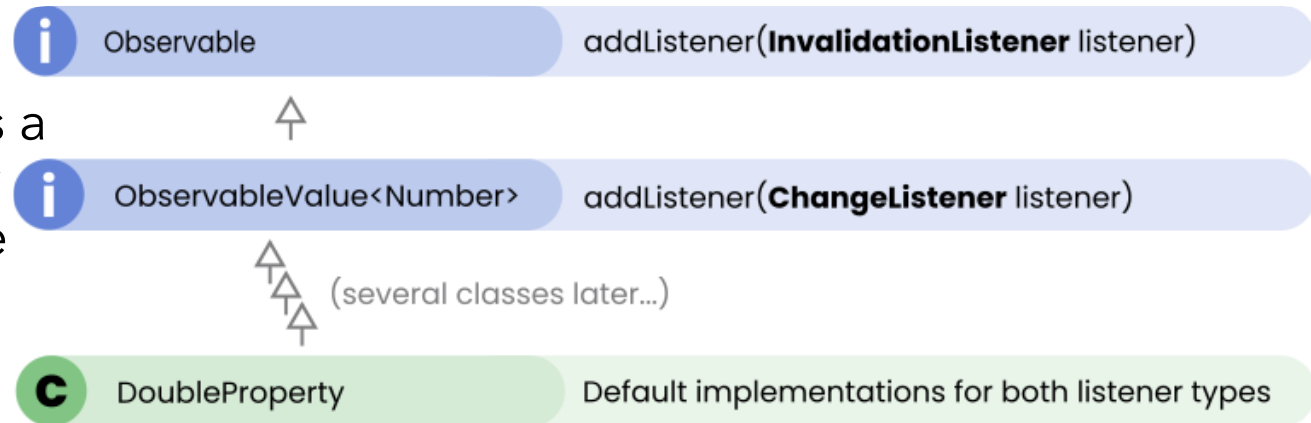 i Observable addListener(InvalidationListener listener)
s a
i ObservableValue<Number> addListener(ChangeListener listener)
e
(several classes later...)
C DoubleProperty Default implementations for both listener types